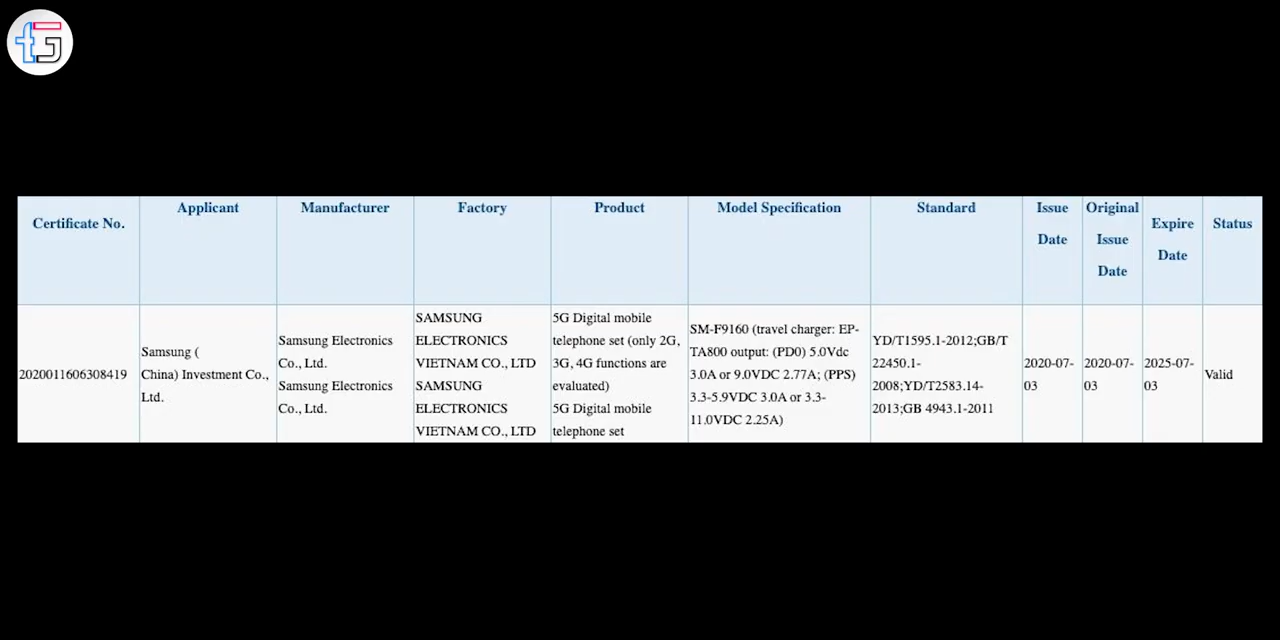 tG
Certificate No.
Applicant
Manufacturer
Factory
Product
Model Specification
Standard
Issue
Date
Original
Issue
Date
Expire
Date
Status
2020011606308419
Samsung (
China) Investment Co.,
Ltd.
Samsung Electronics
Co., Ltd.
Samsung Electronics
Co., Ltd.
SAMSUNG
ELECTRONICS
VIETNAM CO., LTD
SAMSUNG
ELECTRONICS
VIETNAM CO., LTD
5G Digital mobile
telephone set (only 2G,
3G, 4G functions are
evaluated)
5G Digital mobile
telephone set
SM-F9160 (travel charger: EP-
TA800 output: (PD0) 5.0Vdc
3.0A or 9.0VDC 2.77A; (PPS)
3.3-5.9VDC 3.0A or 3.3-
11.0VDC 2.25A)
YD/T1595.1-2012;GB/T
22450.1-
2008;YD/T2583.14-
2013;GB 4943.1-2011
2020-07-
03
2020-07-
03
2025-07-
03
Valid